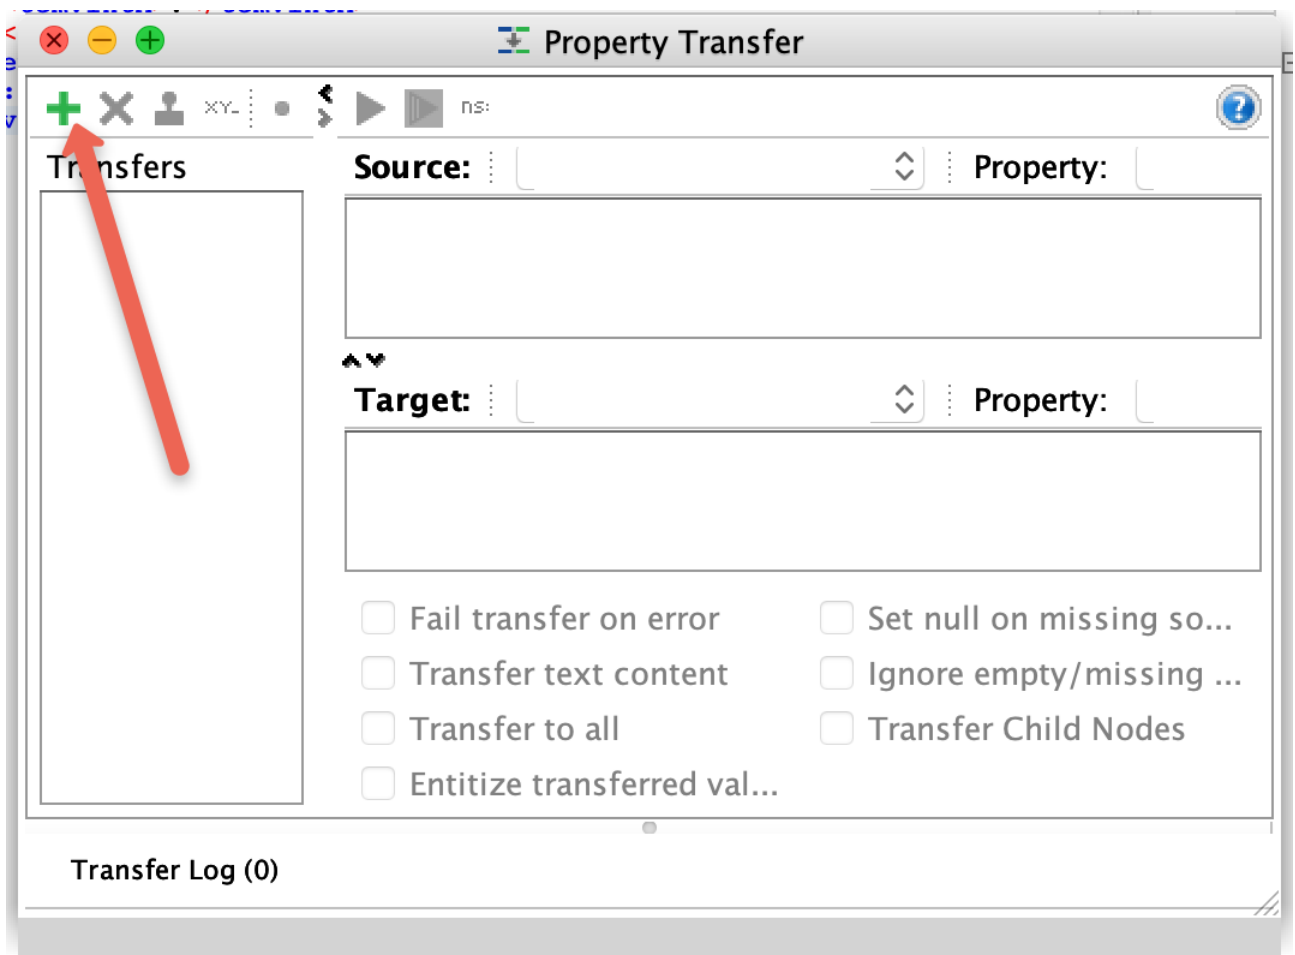 Property Transfer
XY_
ns:
Transfers
Source:
Property:
Target:
Property:
Fail transfer on error
Set null on missing so...
Transfer text content
Ignore empty/missing ...
Transfer to all
Transfer Child Nodes
Entitize transferred val...
Transfer Log (0)